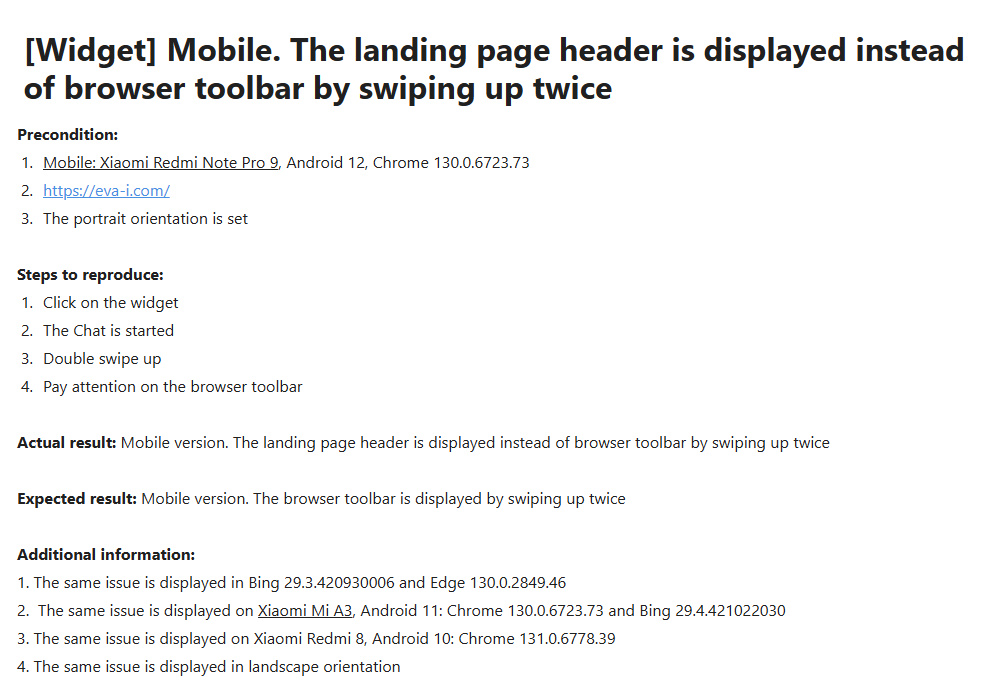 [Widget] Mobile. The landing page header is displayed instead
of browser toolbar by swiping up twice
Precondition:
1. Mobile: Xiaomi Redmi Note Pro 9, Android 12, Chrome 130.0.6723.73
2. https://eva-i.com/
3. The portrait orientation is set
Steps to reproduce:
1. Click on the widget
2. The Chat is started
3. Double swipe up
4. Pay attention on the browser toolbar
Actual result: Mobile version. The landing page header is displayed instead of browser toolbar by swiping up twice
Expected result: Mobile version. The browser toolbar is displayed by swiping up twice
Additional information:
1. The same issue is displayed in Bing 29.3.420930006 and Edge 130.0.2849.46
2. The same issue is displayed on Xiaomi Mi A3, Android 11: Chrome 130.0.6723.73 and Bing 29.4.421022030
3. The same issue is displayed on Xiaomi Redmi 8, Android 10: Chrome 131.0.6778.39
4. The same issue is displayed in landscape orientation